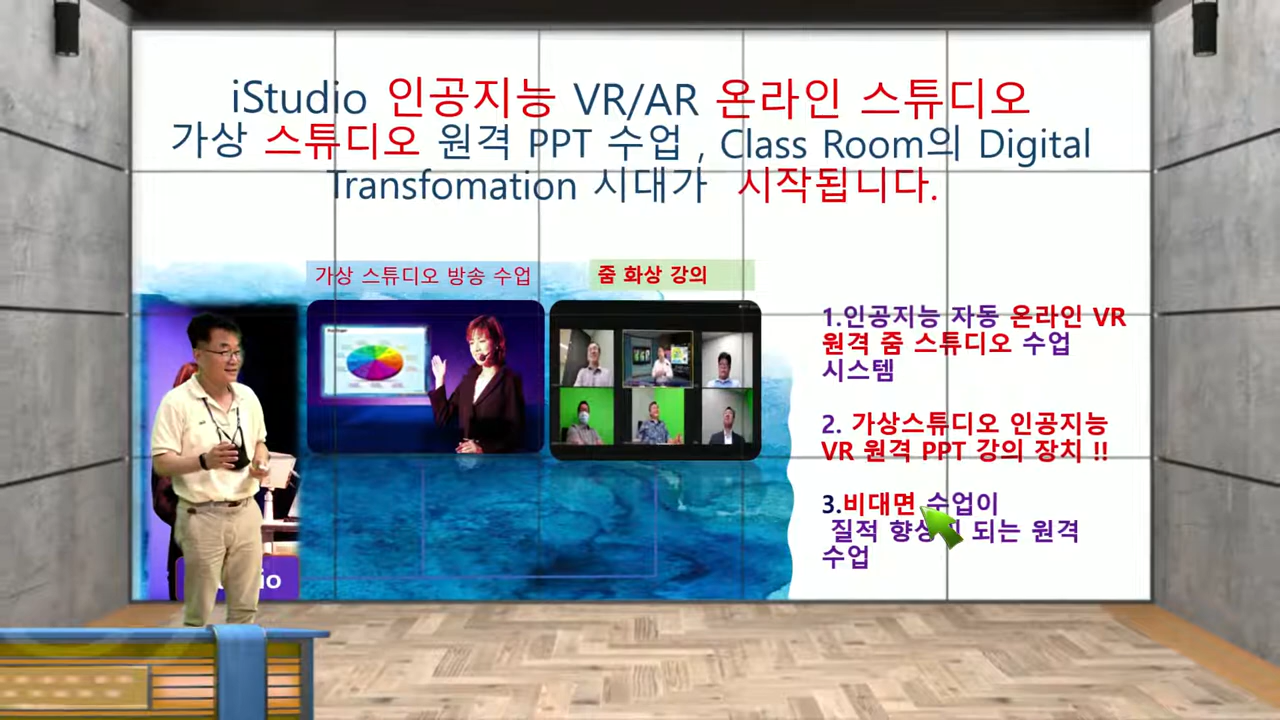 iStudio 인공지능 VR/AR 온라인 스튜디오
가상 스튜디오 원격 PPT 수업 , Class Room의 Digital
Transfomation 시대가 시작됩니다.
가상 스튜디오 방송 수업
줌 화상 강의
1.인공지능 자동 온라인 VR
원격 줌 스튜디오 수업
시스템
2. 가상스튜디오 인공지능
VR 원격 PPT 강의 장치 !!
3.비대면 수업이
질적 되는 원격
수업